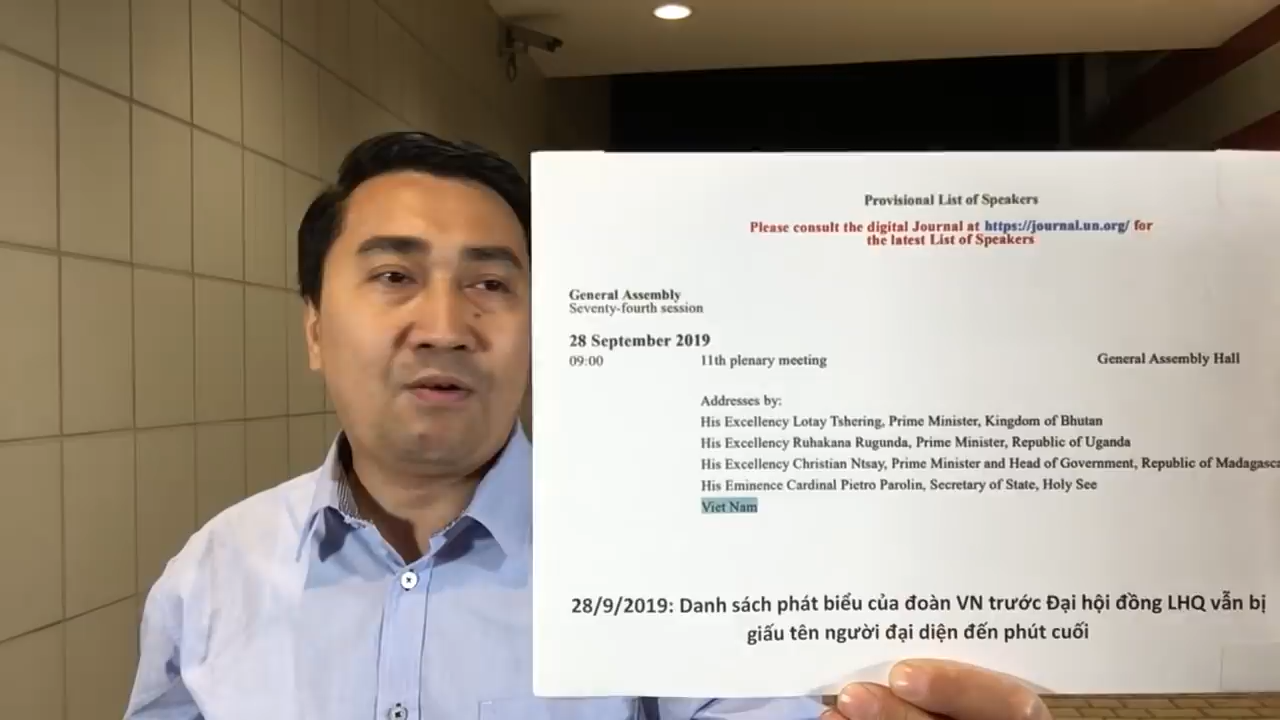 Provisional List of Speakers
Please consult the digital Journal at https://journal.un.org/ for
the latest List of Speakers
General Assembly
Seventy-fourth session
28 September 2019
09:00 11th plenary meeting General Assembly Hall
Addresses by:
His Excellency Lotay Tshering, Prime Minister, Kingdom of Bhutan
His Excellency Ruhakana Rugunda, Prime Minister, Republic of Uganda
His Excellency Christian Ntsay, Prime Minister and Head of Government, Republic of Madagasca
His Eminence Cardinal Pietro Parolin, Secretary of State, Holy See
Viet Nam
28/9/2019: Danh sách phát biểu của đoàn VN trước Đại hội đồng LHQ vẫn bị
giấu tên người đại diện đến phút cuối